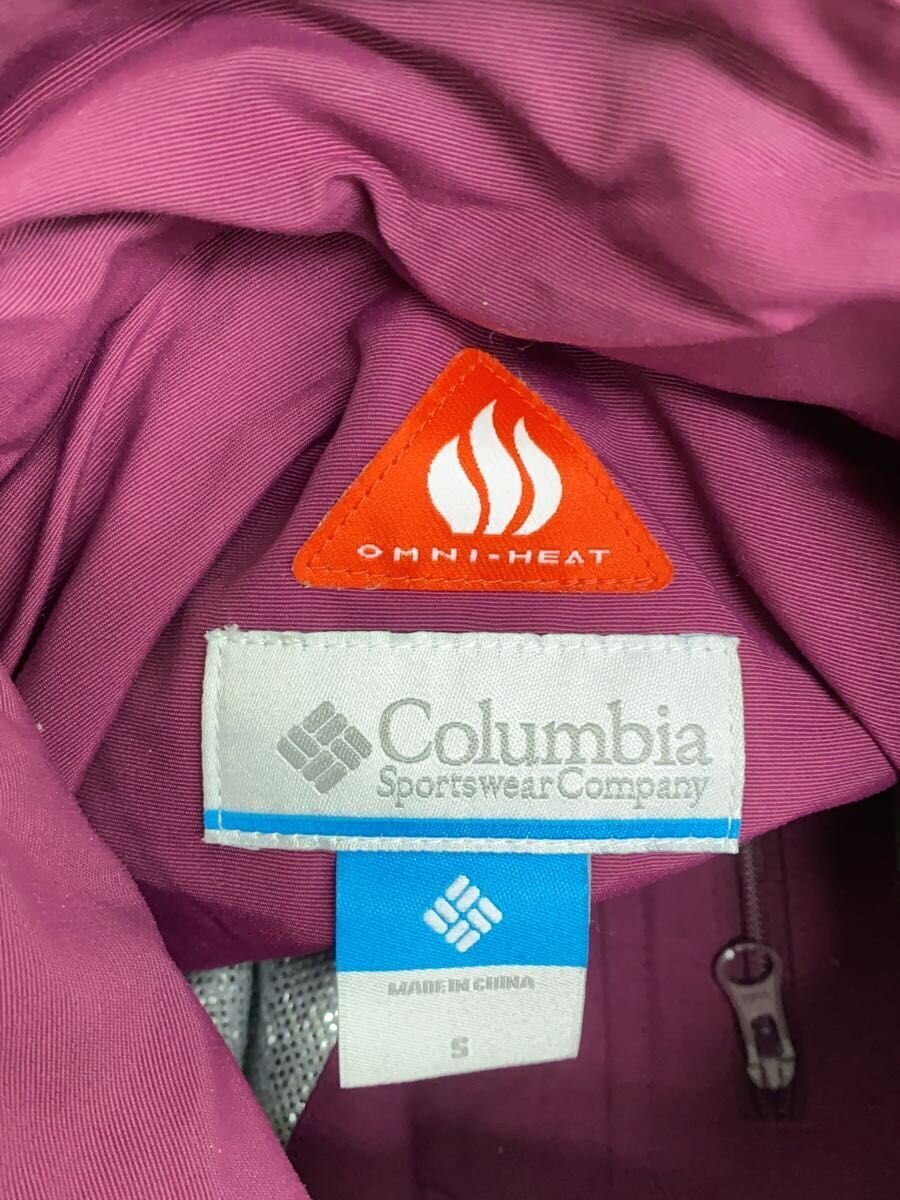 OMNI-HEAT
Columbia
Sportswear Company
MADE IN CHINA
S